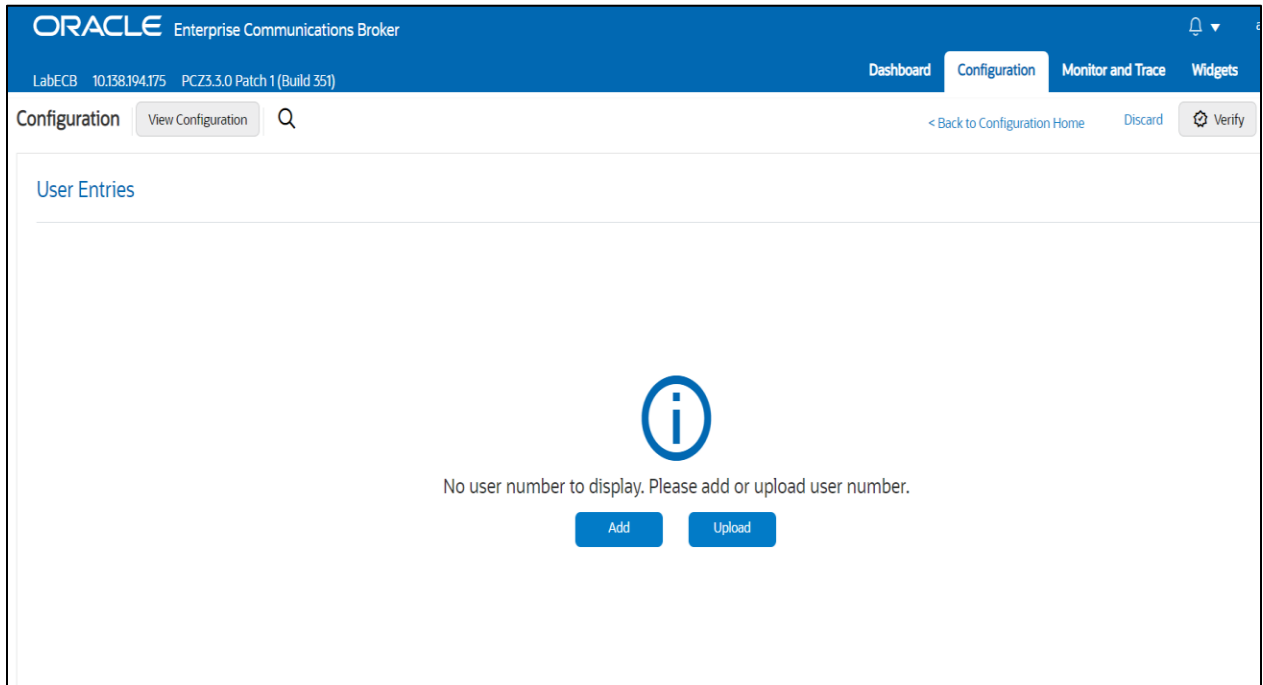 ORACLE Enterprise Communications Broker
LabECB 10.138.194.175 PCZ3.3.0 Patch 1 (Build 351)
Dashboard Configuration Monitor and Trace Widgets
Configuration View Configuration < Back to Configuration Home Discard Verify
User Entries
No user number to display. Please add or upload user number.
Add Upload